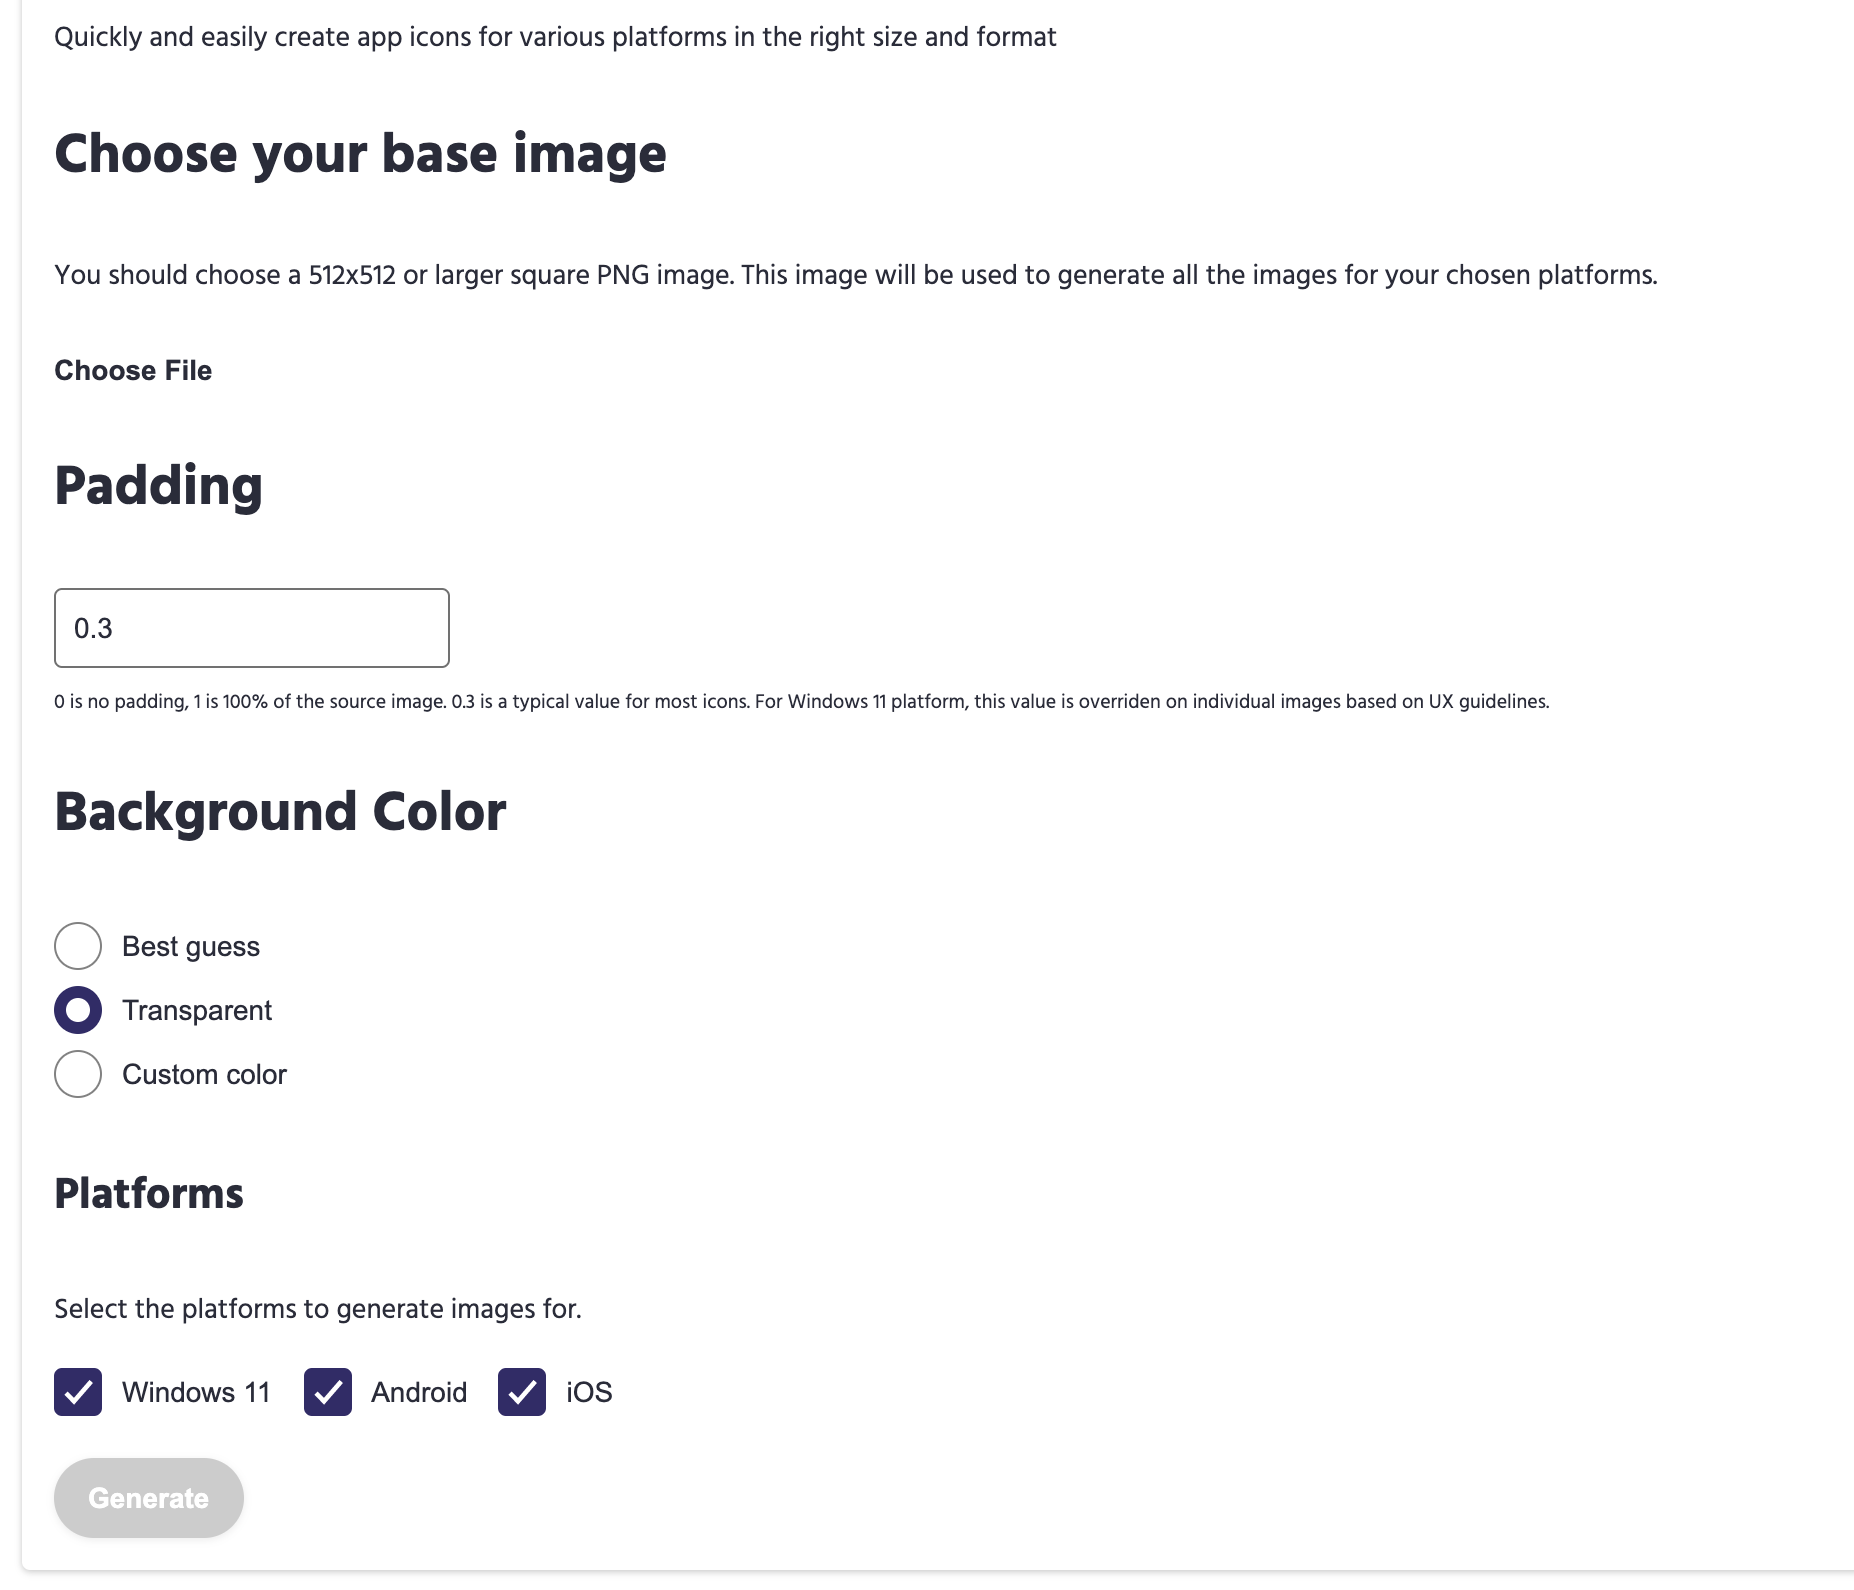 Quickly and easily create app icons for various platforms in the right size and format
Choose your base image
You should choose a 512x512 or larger square PNG image. This image will be used to generate all the images for your chosen platforms.
Choose File
Padding
0.3
0 is no padding, 1 is 100% of the source image. 0.3 is a typical value for most icons. For Windows 11 platform, this value is overriden on individual images based on UX guidelines.
Background Color
Best guess
Transparent
Custom color
Platforms
Select the platforms to generate images for.
Windows 11 Android iOS
Generate